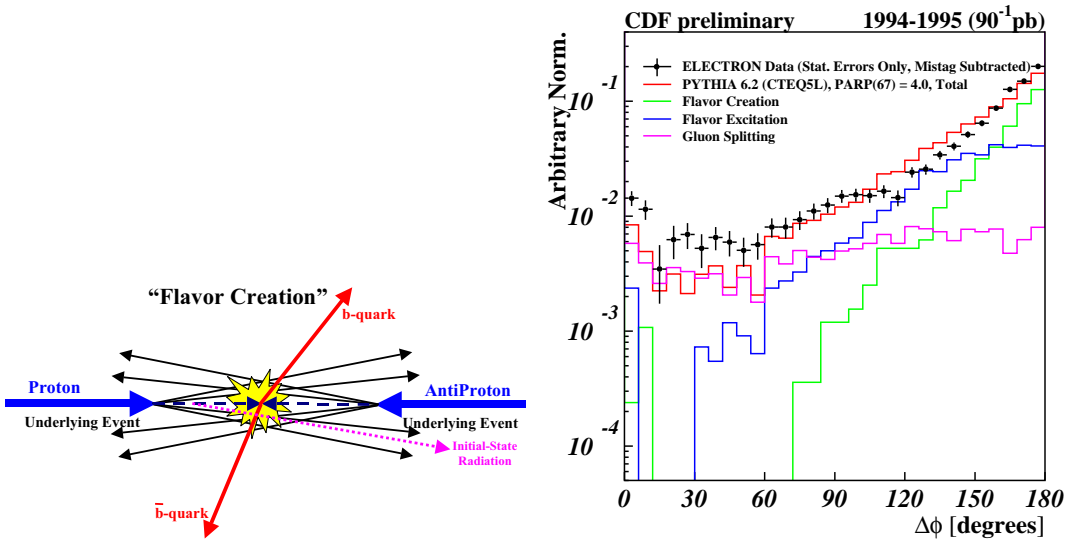 “Flavor Creation”
b-quark
Proton
AntiProton
Underlying Event
Underlying Event
Initial-State
Radiation
b̄-quark
CDF preliminary 1994-1995 (90⁻¹pb)
ELECTRON Data (Stat. Errors Only, Mistag Subtracted)
PYTHIA 6.2 (CTEQ5L), PARP(67) = 4.0, Total
Flavor Creation
Flavor Excitation
Gluon Splitting
Arbitrary Norm.
10⁻¹
10⁻²
10⁻³
10⁻⁴
0 30 60 90 120 150 180
Δϕ [degrees]